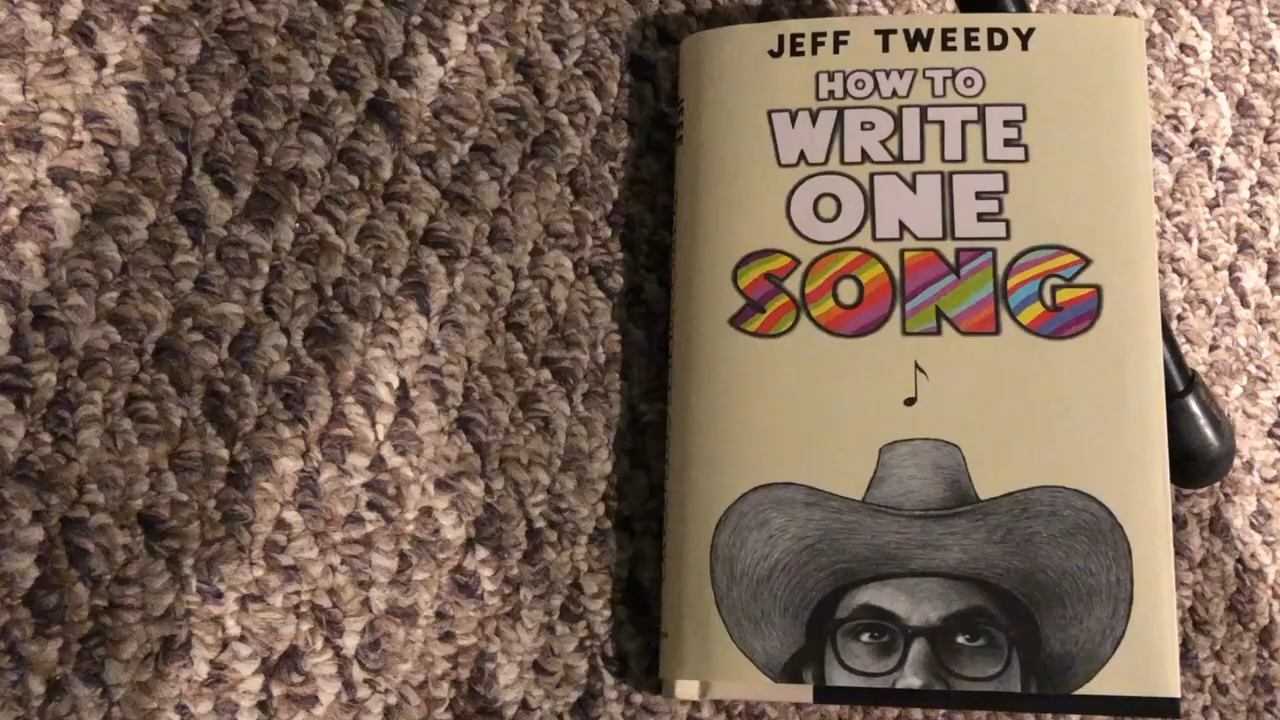 JEFF TWEEDY
HOW TO
WRITE
ONE
SONG